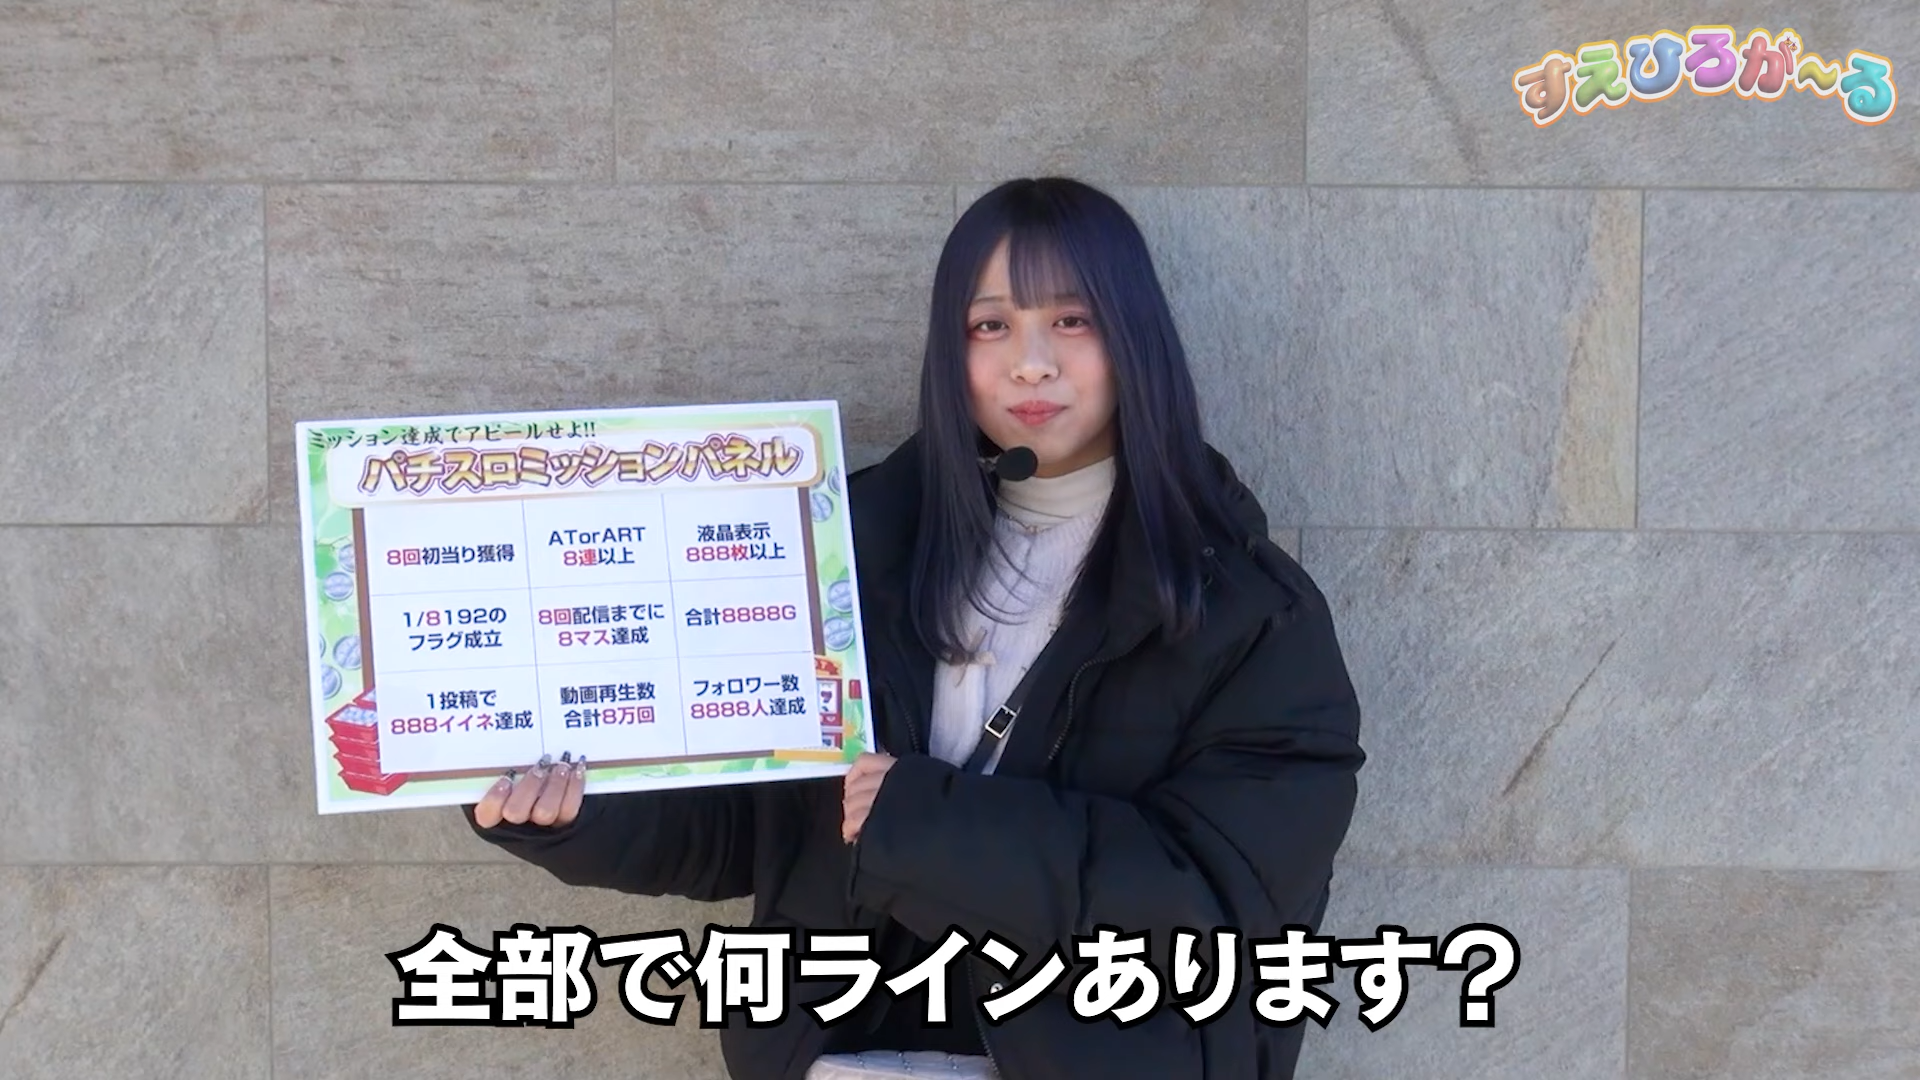 すえひろが～る
ミッション達成でアピールせよ!!
パチスロミッションパネル
8回初当り獲得
ATorART
8連以上
液晶表示
888枚以上
1/8192の
フラグ成立
8回配信までに
8マス達成
合計8888G
1投稿で
888イイネ達成
動画再生数
合計8万回
フォロワー数
8888人達成
全部で何ラインあります?